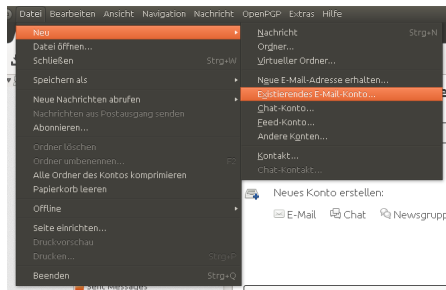 Datei Bearbeiten Ansicht Navigation Nachricht OpenPGP Extras Hilfe
Neu
Datei öffnen...
Schließen Strg+W
Speichern als
Neue Nachrichten abrufen
Nachrichten aus Postausgang senden
Abonnieren...
Ordner löschen
Ordner umbenennen... F2
Alle Ordner des Kontos komprimieren
Papierkorb leeren
Offline
Seite einrichten...
Druckvorschau
Drucken... Strg+P
Beenden Strg+Q
Nachricht Strg+N
Ordner...
Virtueller Ordner...
Neue E-Mail-Adresse erhalten...
Existierendes E-Mail-Konto...
Chat-Konto...
Feed-Konto...
Andere Konten...
Kontakt...
Chat-Kontakt...
Neues Konto erstellen:
E-Mail Chat Newsgrupp
Sent Messages